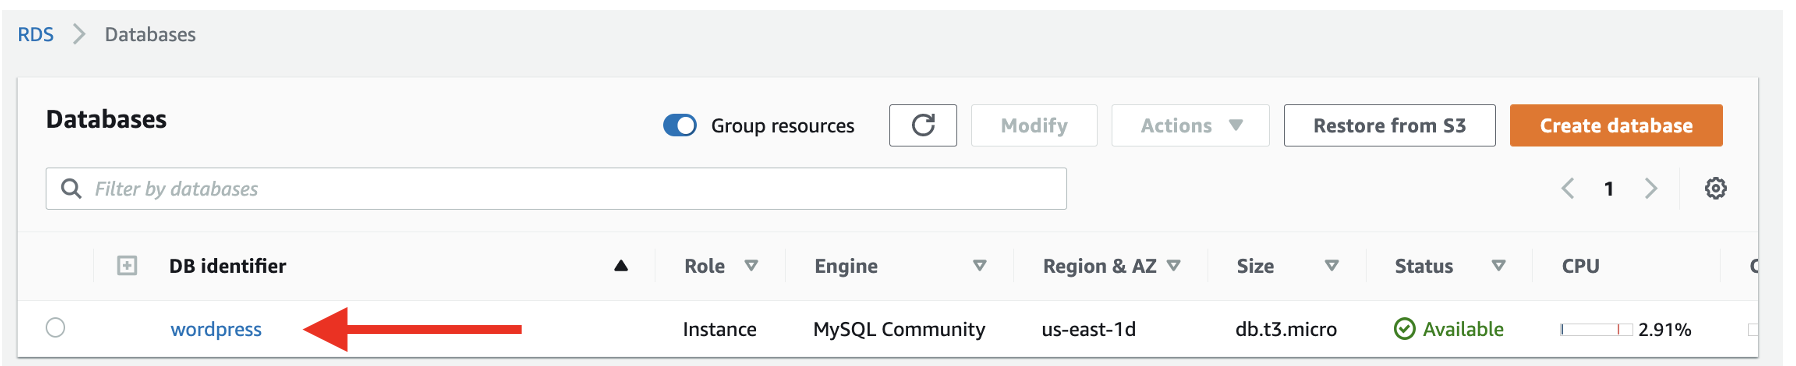 RDS > Databases
Databases
Group resources
Modify
Actions
Restore from S3
Create database
Filter by databases
1
DB identifier Role Engine Region & AZ Size Status CPU
wordpress Instance MySQL Community us-east-1d db.t3.micro Available 2.91%